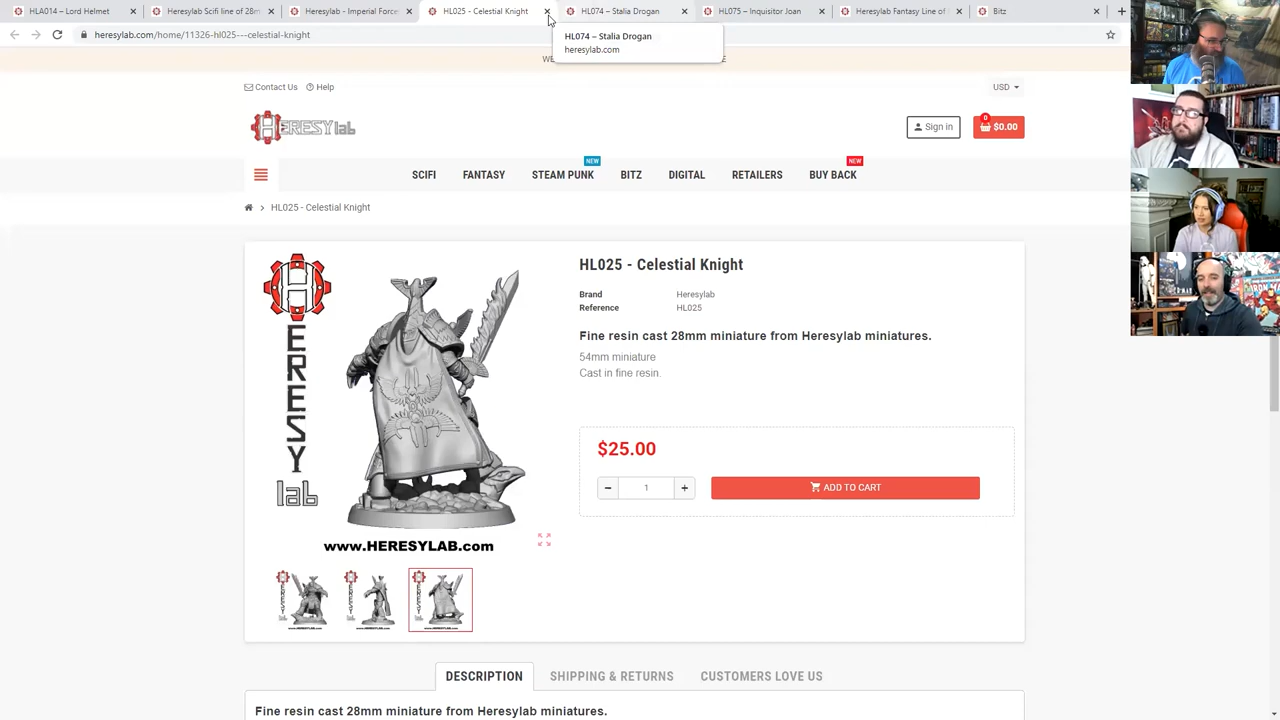 HLA014 – Lord Helmet
Heresylab Scifi line of 28m
Heresylab - Imperial Force
HL025 - Celestial Knight
HL074 – Stalia Drogan
HL075 – Inquisitor Joan
Heresylab Fantasy Line of
Bitz
heresylab.com/home/11326-hl025---celestial-knight
HL074 – Stalia Drogan
heresylab.com
WE
E
Contact Us
Help
USD
HERESYlab
Sign in
0
$0.00
NEW
NEW
SCIFI
FANTASY
STEAM PUNK
BITZ
DIGITAL
RETAILERS
BUY BACK
HL025 - Celestial Knight
HERESY
lab
www.HERESYLAB.com
HL025 - Celestial Knight
Brand Heresylab
Reference HL025
Fine resin cast 28mm miniature from Heresylab miniatures.
54mm miniature
Cast in fine resin.
$25.00
1
ADD TO CART
DESCRIPTION
SHIPPING & RETURNS
CUSTOMERS LOVE US
Fine resin cast 28mm miniature from Heresylab miniatures.